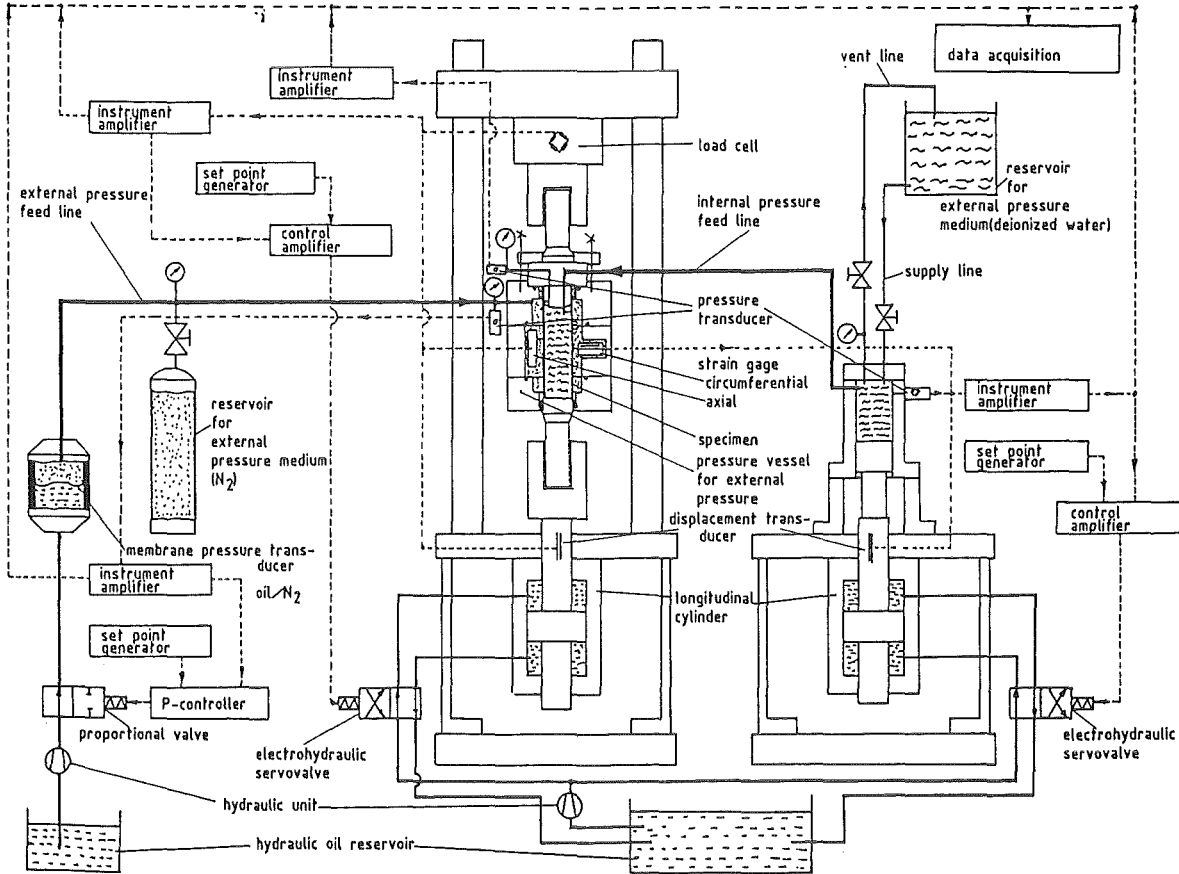 instrument
amplifier
data acquisition
vent line
instrument
amplifier
load cell
set point
generator
reservoir
for
external pressure
medium(deionized water)
external pressure
feed line
internal pressure
feed line
control
amplifier
supply line
pressure
transducer
strain gage
circumferential
axial
instrument
amplifier
reservoir
for
external
pressure medium
(N2)
specimen
pressure vessel
for external
pressure
set point
generator
displacement trans-
ducer
control
amplifier
membrane pressure trans-
ducer
oil/N2
instrument
amplifier
longitudinal
cylinder
set point
generator
P-controller
proportional valve
electrohydraulic
servovalve
electrohydraulic
servovalve
hydraulic unit
hydraulic oil reservoir